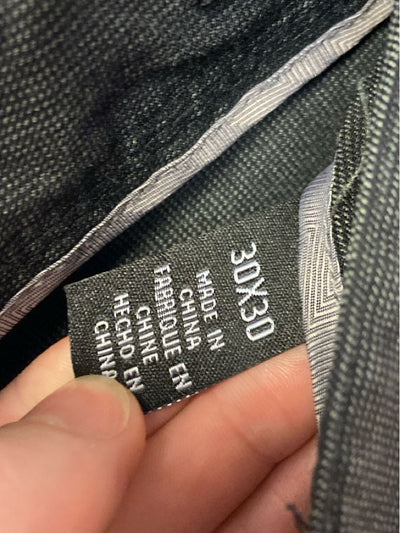 30X30
MADE IN
CHINA
FABRIQUE EN
CHINE
HECHO EN
CHINA